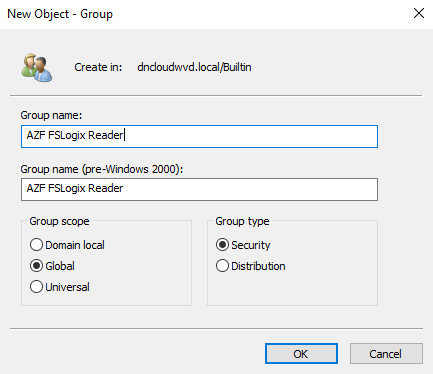 New Object - Group
Create in: dncloudwvd.local/Builtin
Group name:
AZF FSLogix Reader
Group name (pre-Windows 2000):
AZF FSLogix Reader
Group scope
Domain local
Global
Universal
Group type
Security
Distribution
OK
Cancel